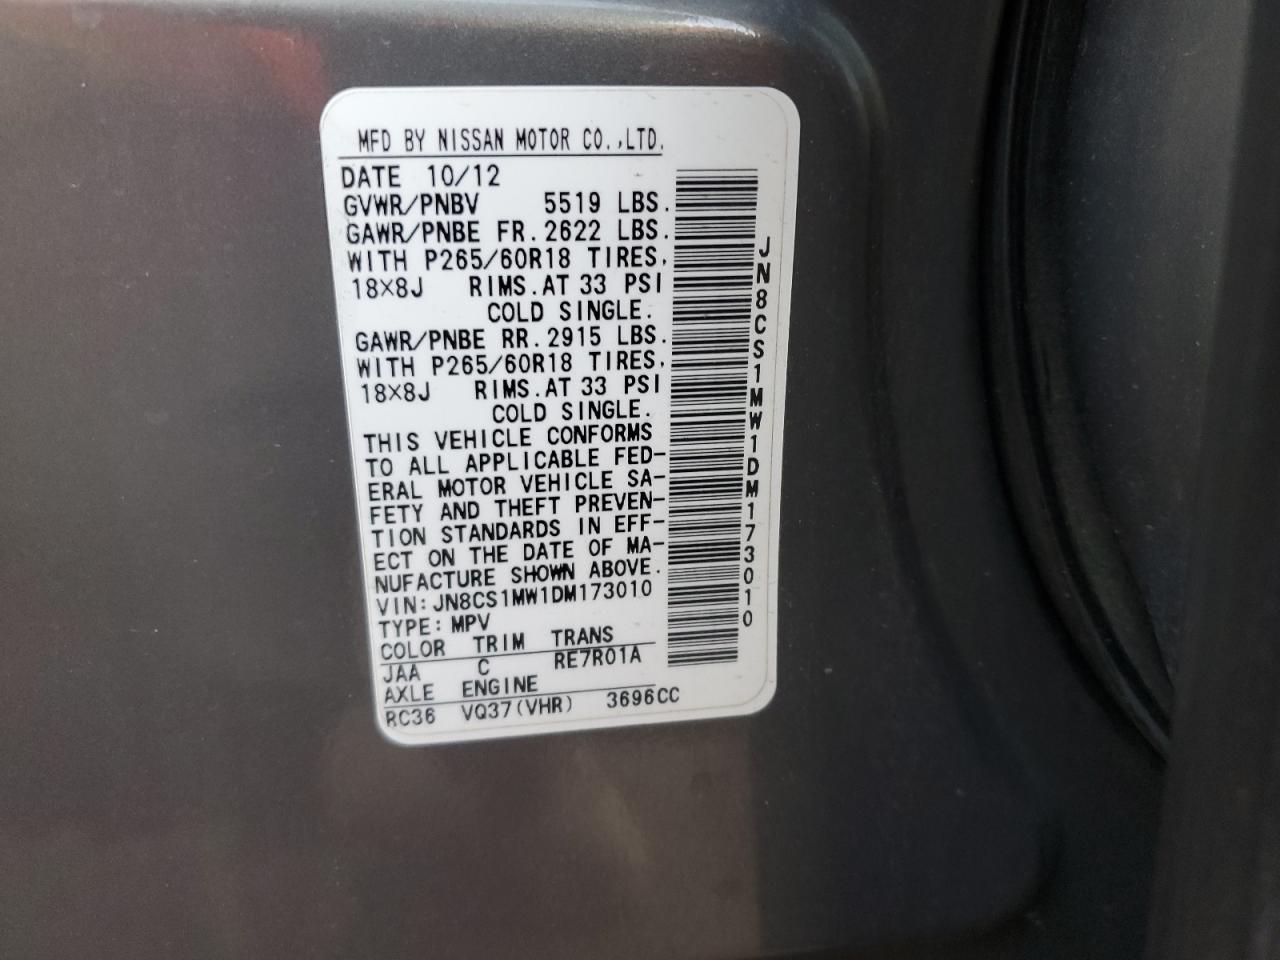 MFD BY NISSAN MOTOR CO.,LTD.
DATE 10/12
GVWR/PNBV 5519 LBS.
GAWR/PNBE FR. 2622 LBS.
WITH P265/60R18 TIRES,
18×8J RIMS.AT 33 PSI
COLD SINGLE.
GAWR/PNBE RR. 2915 LBS.
WITH P265/60R18 TIRES,
18×8J RIMS.AT 33 PSI
COLD SINGLE.
THIS VEHICLE CONFORMS
TO ALL APPLICABLE FED-
ERAL MOTOR VEHICLE SA-
FETY AND THEFT PREVEN-
TION STANDARDS IN EFF-
ECT ON THE DATE OF MA-
NUFACTURE SHOWN ABOVE.
VIN: JN8CS1MW1DM173010
TYPE: MPV
COLOR TRIM TRANS
JAA C RE7R01A
AXLE ENGINE
RC36 VQ37(VHR) 3696CC
JN8CS1MW1DM173010